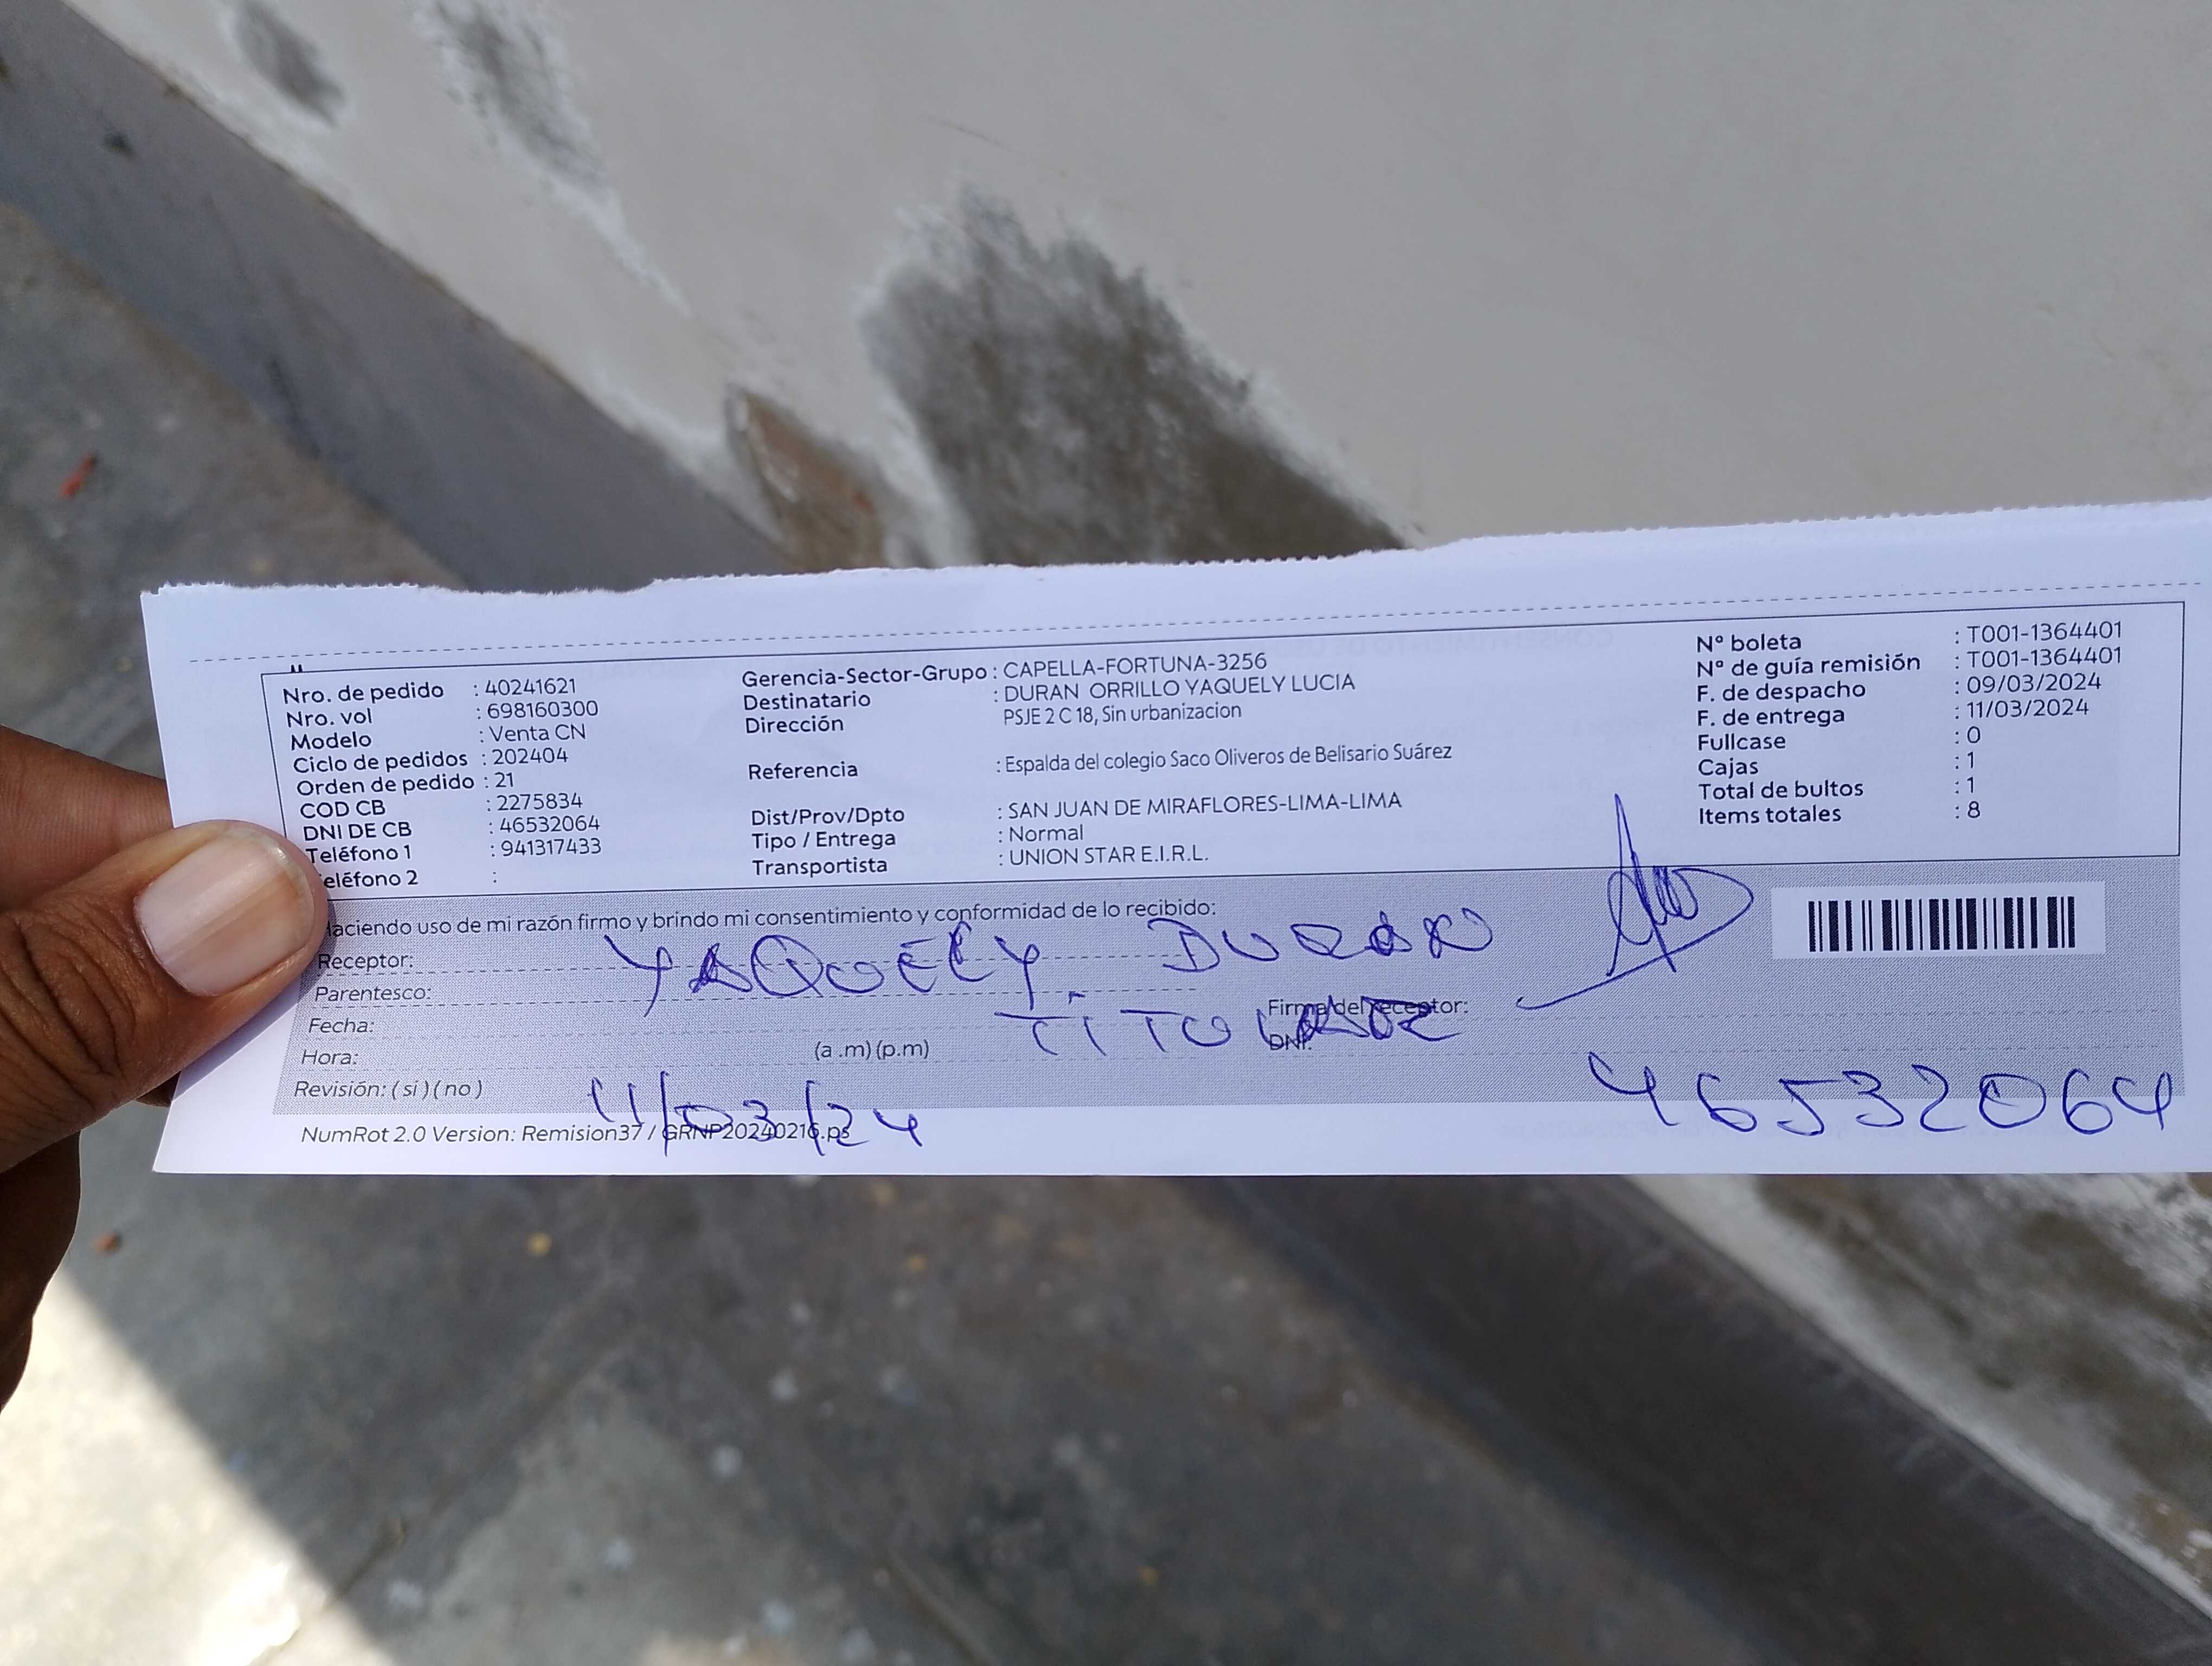 Nro. de pedido : 40241621
Nro. vol : 698160300
Modelo : Venta CN
Ciclo de pedidos : 202404
Orden de pedido : 21
COD CB : 2275834
DNI DE CB : 46532064
Teléfono 1 : 941317433
eléfono 2 :
Gerencia-Sector-Grupo : CAPELLA-FORTUNA-3256
Destinatario : DURAN ORRILLO YAQUELY LUCIA
Dirección PSJE 2 C 18, Sin urbanizacion
Referencia : Espalda del colegio Saco Oliveros de Belisario Suárez
Dist/Prov/Dpto : SAN JUAN DE MIRAFLORES-LIMA-LIMA
Tipo / Entrega : Normal
Transportista : UNION STAR E.I.R.L.
Nº boleta : T001-1364401
Nº de guía remisión : T001-1364401
F. de despacho : 09/03/2024
F. de entrega : 11/03/2024
Fullcase : 0
Cajas : 1
Total de bultos : 1
Items totales : 8
aciendo uso de mi razón firmo y brindo mi consentimiento y conformidad de lo recibido:
Receptor: YAQUELY DURAN
Parentesco: TITULAR
Firma del receptor:
Fecha: 11/03/24
DNI: 46532064
Hora: (a .m) (p.m)
Revisión: ( si ) ( no )
NumRot 2.0 Version: Remision37 / GRNP20240216.ps